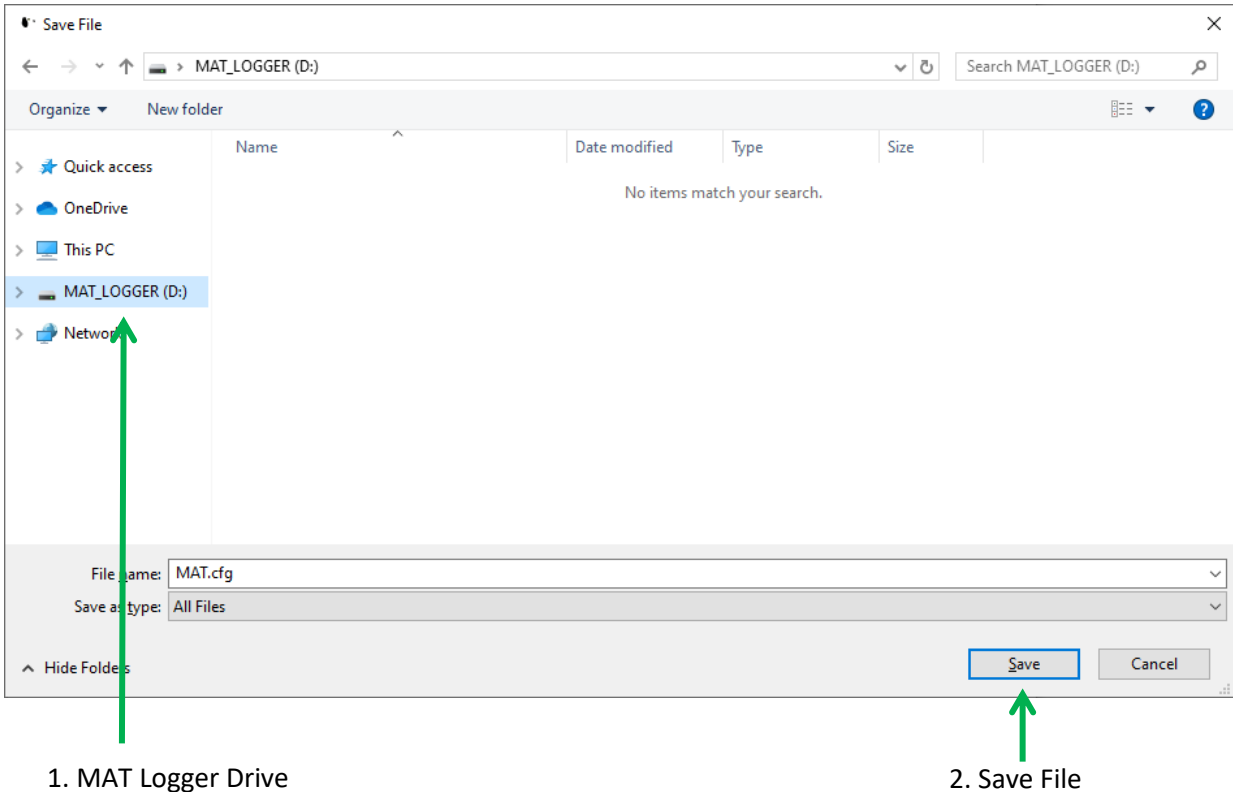 Save File
MAT_LOGGER (D:)
Search MAT_LOGGER (D:)
Organize
New folder
Name
Date modified
Type
Size
Quick access
No items match your search.
OneDrive
This PC
MAT_LOGGER (D:)
Network
File name: MAT.cfg
Save as type: All Files
Hide Folders
Save
Cancel
1. MAT Logger Drive
2. Save File